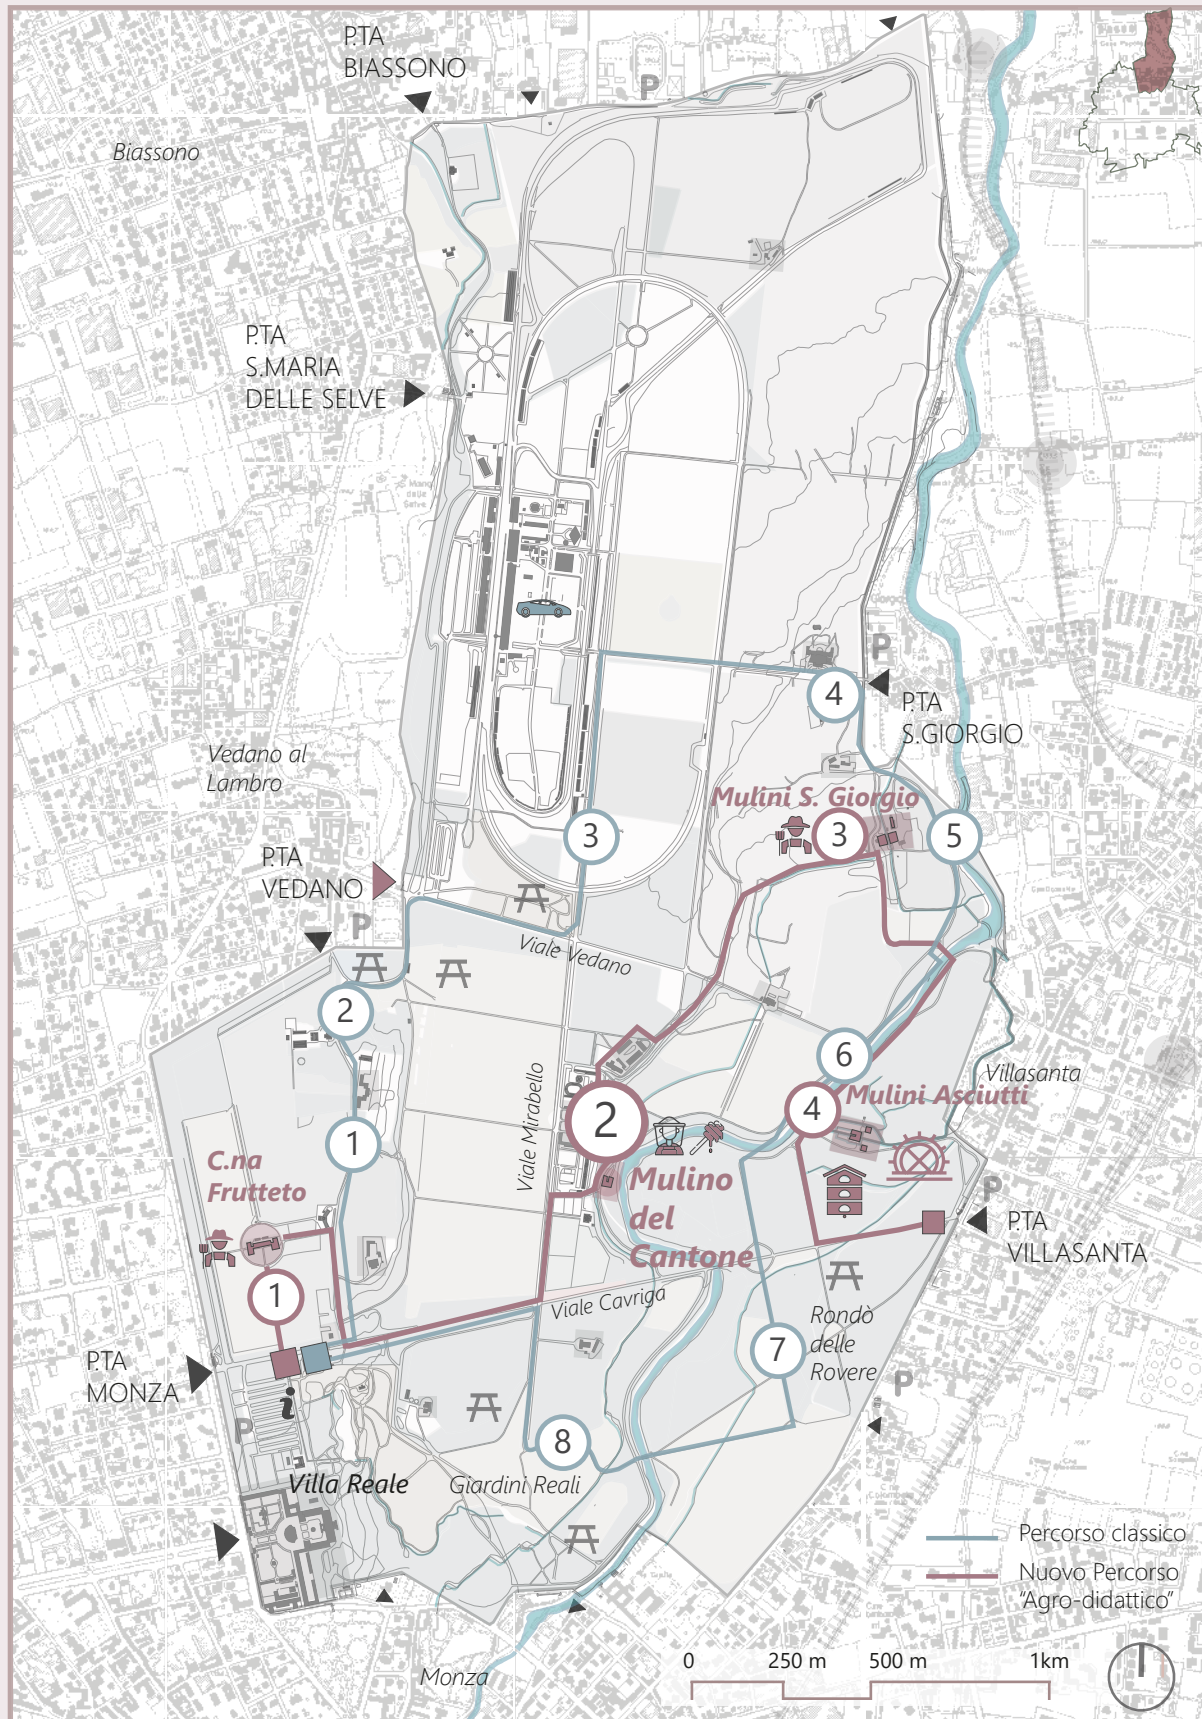 P.TA
BIASSONO
P
Biassono
P.TA
S.MARIA
DELLE SELVE
P
4
P.TA
S.GIORGIO
Vedano al
Lambro
Mulini S. Giorgio
3
3
5
P.TA
VEDANO
P
Viale Vedano
2
6
Villasanta
Viale Mirabello
2
4
Mulini Asciutti
1
C.na
Frutteto
Mulino
del
Cantone
P
P.TA
VILLASANTA
1
Viale Cavriga
Rondò
delle
Rovere
7
P.TA
MONZA
i
P
P
8
Villa Reale
Giardini Reali
Percorso classico
Nuovo Percorso
"Agro-didattico"
0 250 m 500 m 1km
Monza